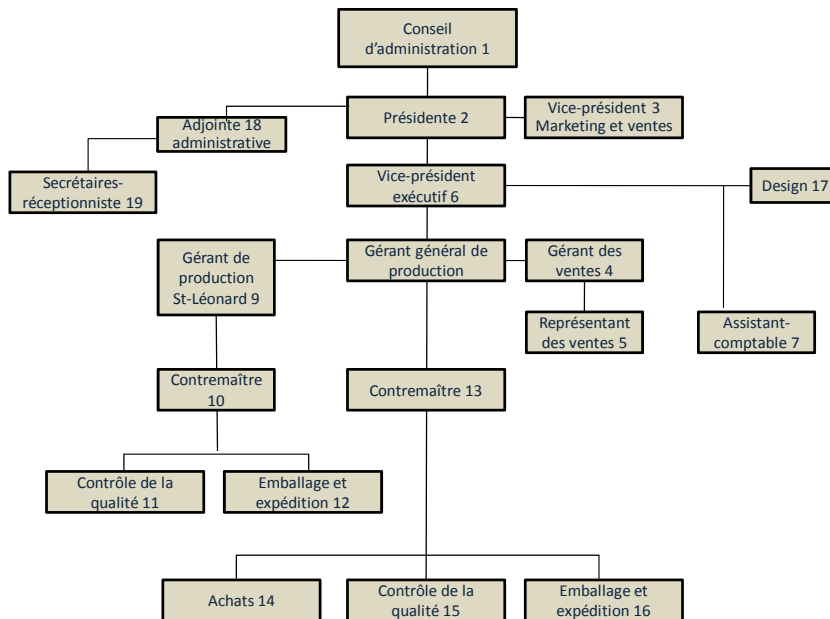 Conseil
d’administration 1
Présidente 2
Vice-président 3
Marketing et ventes
Adjointe 18
administrative
Secrétaires-
réceptionniste 19
Vice-président
exécutif 6
Design 17
Gérant de
production
St-Léonard 9
Gérant général de
production
Gérant des
ventes 4
Représentant
des ventes 5
Assistant-
comptable 7
Contremaître
10
Contremaître 13
Contrôle de la
qualité 11
Emballage et
expédition 12
Achats 14
Contrôle de la
qualité 15
Emballage et
expédition 16